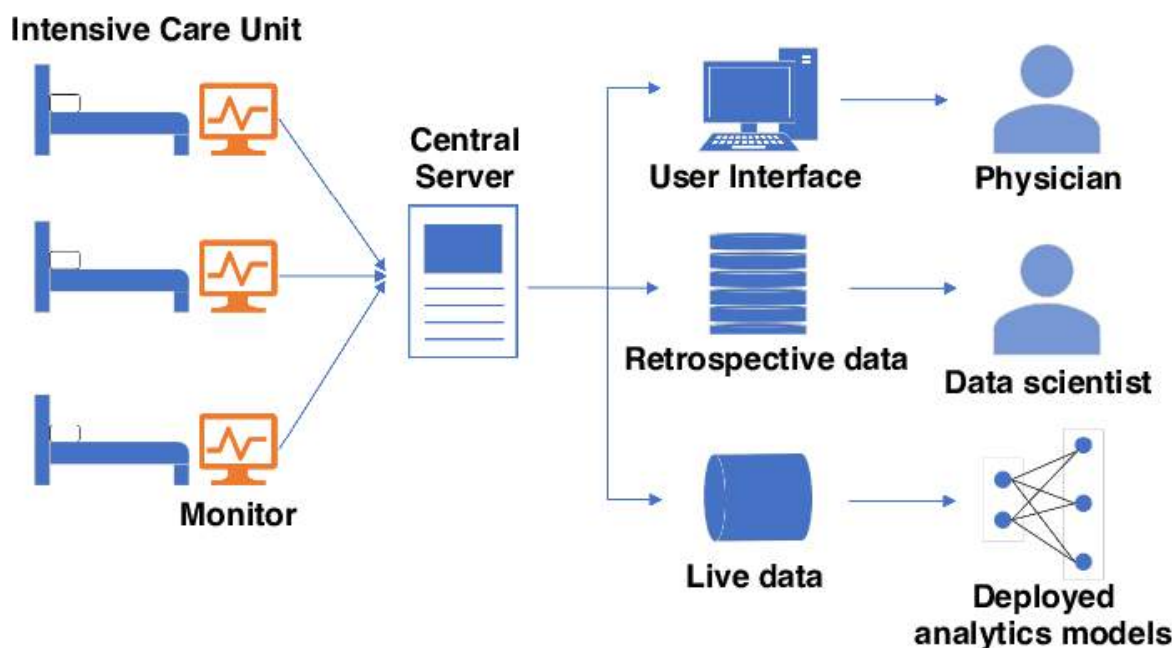 Intensive Care Unit
Central
Server
Monitor
User Interface
Physician
Retrospective data
Data scientist
Live data
Deployed
analytics models